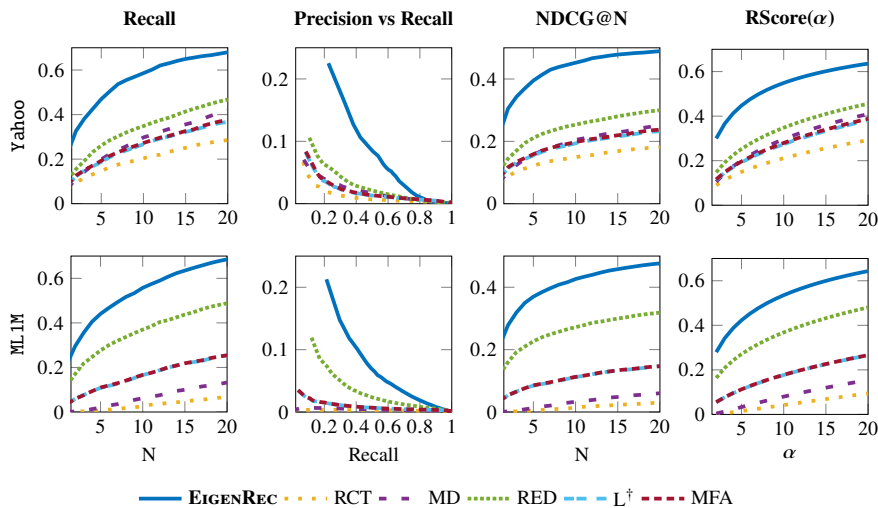 Recall Precision vs Recall NDCG@N RScore(α)
Yahoo
0 0.2 0.4 0.6
5 10 15 20
0 0.1 0.2
0.2 0.4 0.6 0.8 1
0 0.2 0.4
5 10 15 20
0 0.2 0.4 0.6
5 10 15 20
ML1M
0 0.2 0.4 0.6
5 10 15 20
N
0 0.1 0.2
0.2 0.4 0.6 0.8 1
Recall
0 0.2 0.4
5 10 15 20
N
0 0.2 0.4 0.6
5 10 15 20
α
EIGENREC RCT MD RED L† MFA